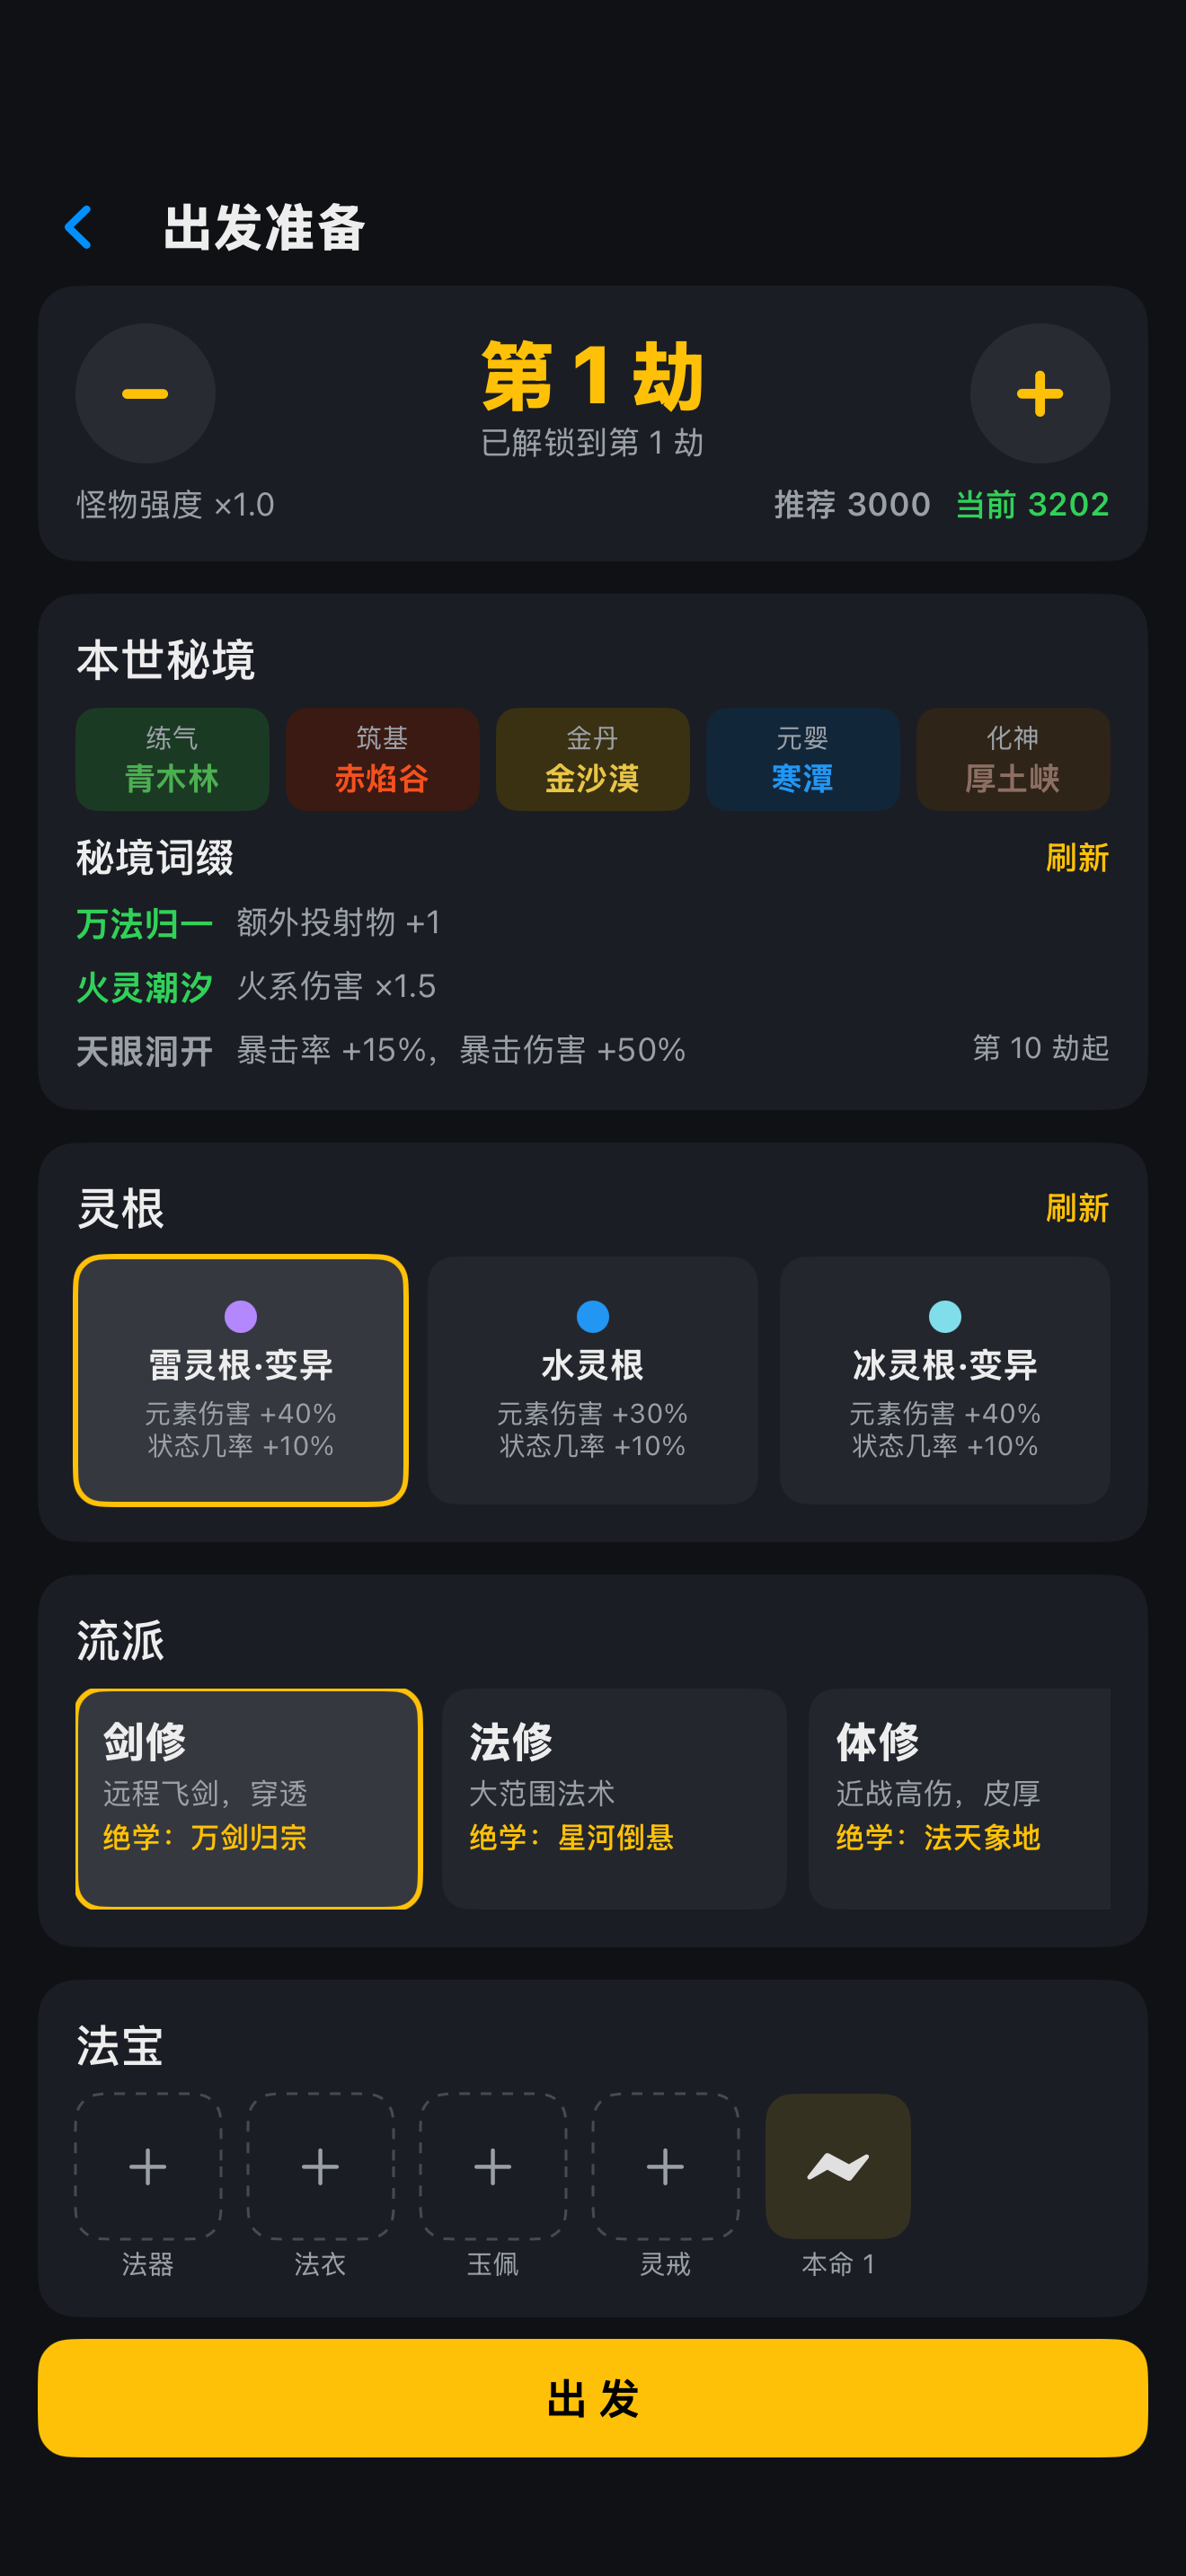 出发准备
第 1 劫
已解锁到第 1 劫
怪物强度 ×1.0 推荐 3000 当前 3202
本世秘境
练气 筑基 金丹 元婴 化神
青木林 赤焰谷 金沙漠 寒潭 厚土峡
秘境词缀 刷新
万法归一 额外投射物 +1
火灵潮汐 火系伤害 ×1.5
天眼洞开 暴击率 +15%，暴击伤害 +50% 第 10 劫起
灵根 刷新
雷灵根·变异 水灵根 冰灵根·变异
元素伤害 +40% 元素伤害 +30% 元素伤害 +40%
状态几率 +10% 状态几率 +10% 状态几率 +10%
流派
剑修 法修 体修
远程飞剑，穿透 大范围法术 近战高伤，皮厚
绝学：万剑归宗 绝学：星河倒悬 绝学：法天象地
法宝
法器 法衣 玉佩 灵戒 本命 1
出 发